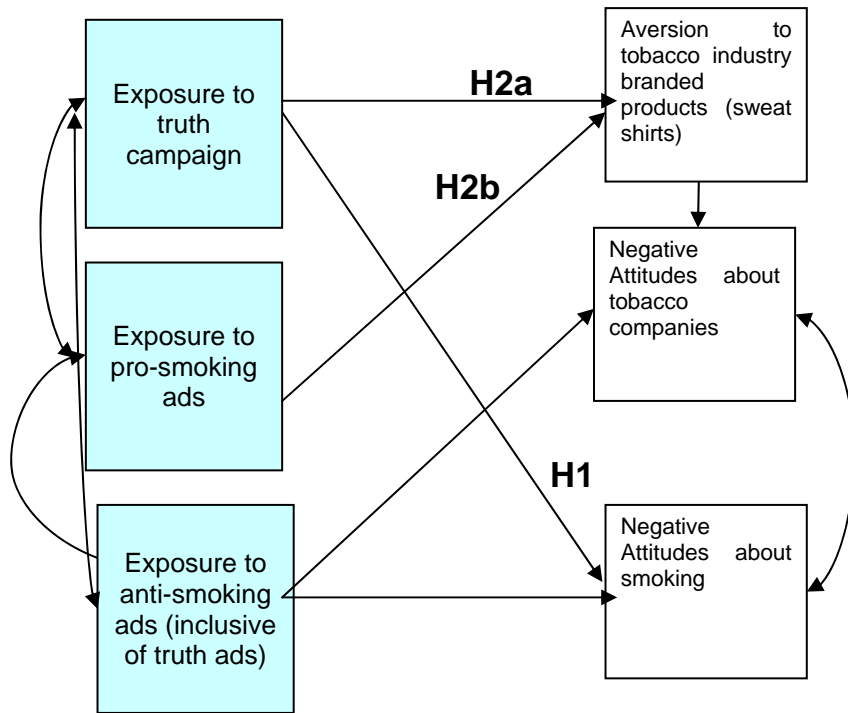 Exposure to
truth
campaign
H2a
Aversion to
tobacco industry
branded
products (sweat
shirts)
H2b
Exposure to
pro-smoking
ads
Negative
Attitudes about
tobacco
companies
H1
Exposure to
anti-smoking
ads (inclusive
of truth ads)
Negative
Attitudes about
smoking